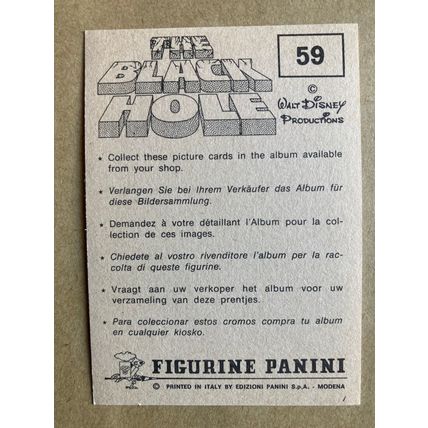 THE
BLACK
HOLE
59
©
WALT DISNEY
PRODUCTIONS
★ Collect these picture cards in the album available
from your shop.
★ Verlangen Sie bei Ihrem Verkäufer das Album für
diese Bildersammlung.
★ Demandez à votre détaillant l'Album pour la col-
lection de ces images.
★ Chiedete al vostro rivenditore l'album per la rac-
colta di queste figurine.
★ Vraagt aan uw verkoper het album voor uw
verzameling van deze prentjes.
★ Para coleccionar estos cromos compra tu album
en cualquier kiosko.
FIGURINE PANINI
© PRINTED IN ITALY BY EDIZIONI PANINI S.p.A. - MODENA